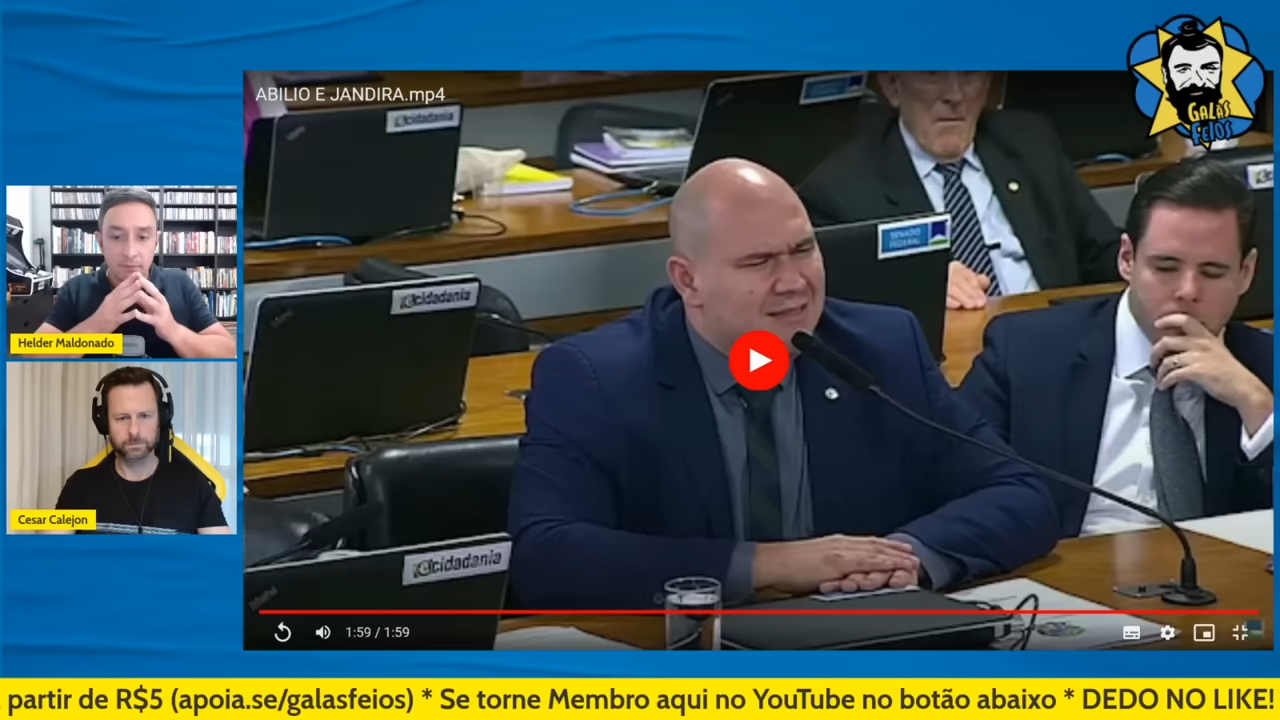 ABILIO E JANDIRA.mp4
GALÃS
FEIOS
cidadania
SENADO
FEDERAL
cidadania
Helder Maldonado
Cesar Calejon
cidadania
1:59 / 1:59
partir de R$5 (apoia.se/galasfeios) * Se torne Membro aqui no YouTube no botão abaixo * DEDO NO LIKE!